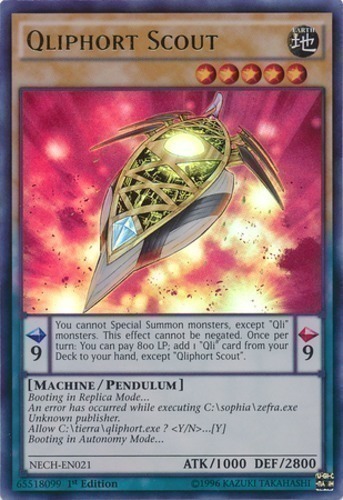 Qliphort Scout
EARTH
地
You cannot Special Summon monsters, except "Qli"
monsters. This effect cannot be negated. Once per
turn: You can pay 800 LP; add 1 "Qli" card from your
Deck to your hand, except "Qliphort Scout".
9 9
[Machine / Pendulum]
Booting in Replica Mode...
An error has occurred while executing C:\sophia\zefra.exe
Unknown publisher.
Allow C:\tierra\qliphort.exe ? <Y/N>...[Y]
Booting in Autonomy Mode...
NECH-EN021 ATK/1000 DEF/2800
65518099 1st Edition ©1996 KAZUKI TAKAHASHI